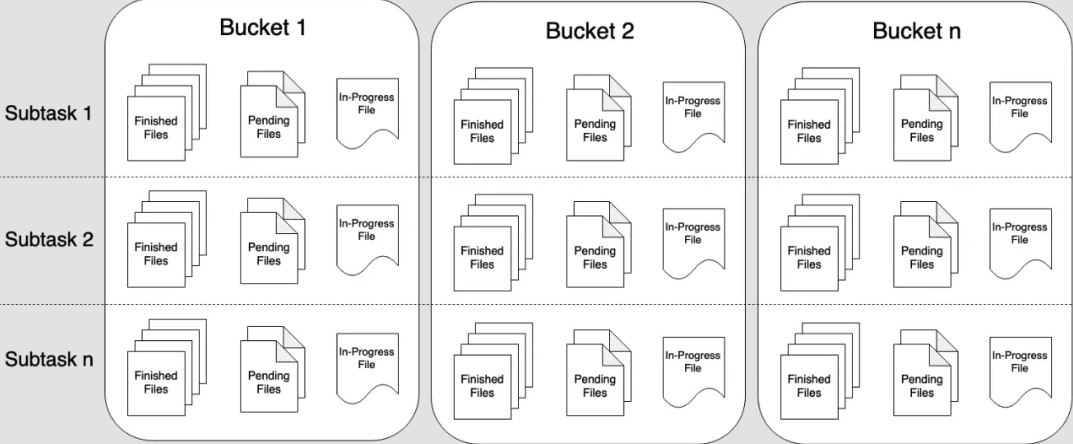 Bucket 1
Bucket 2
Bucket n
Subtask 1
Finished
Files
Pending
Files
In-Progress
File
Finished
Files
Pending
Files
In-Progress
File
Finished
Files
Pending
Files
In-Progress
File
Subtask 2
Finished
Files
Pending
Files
In-Progress
File
Finished
Files
Pending
Files
In-Progress
File
Finished
Files
Pending
Files
In-Progress
File
Subtask n
Finished
Files
Pending
Files
In-Progress
File
Finished
Files
Pending
Files
In-Progress
File
Finished
Files
Pending
Files
In-Progress
File